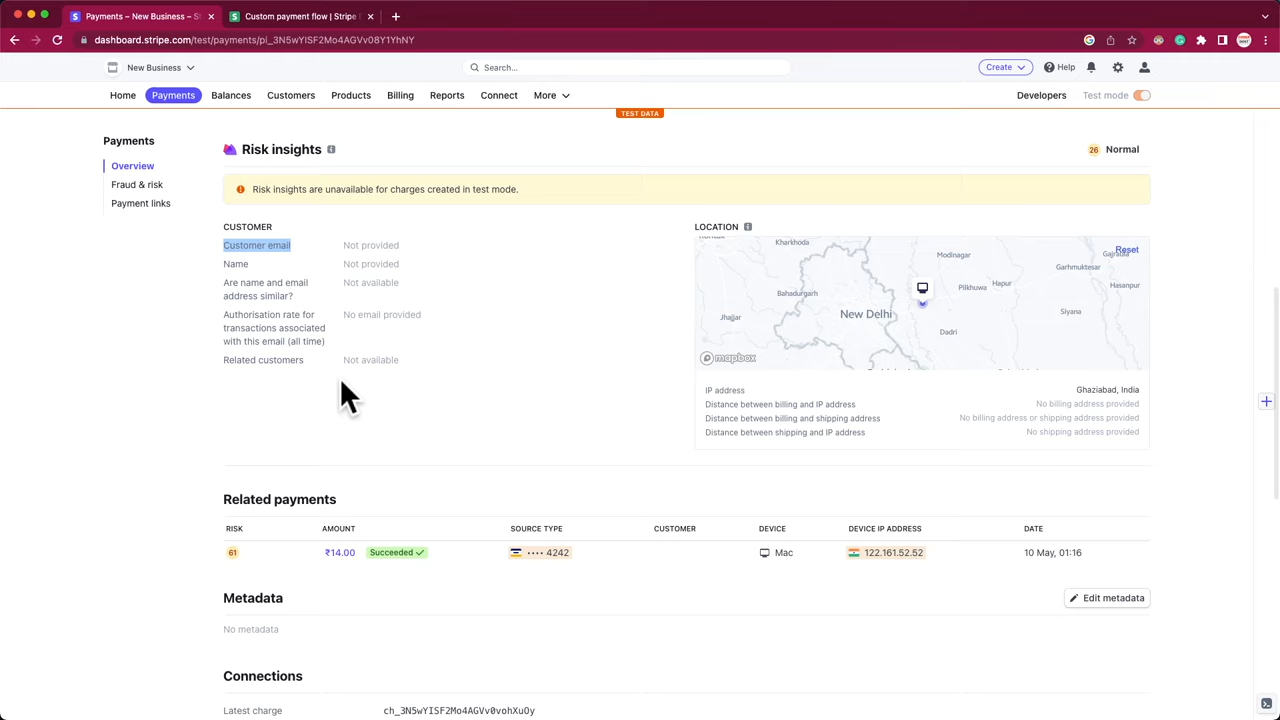 Payments – New Business – St
Custom payment flow | Stripe
dashboard.stripe.com/test/payments/pi_3N5wYISF2Mo4AGVv08Y1YhNY
New Business
Search...
Create
Help
Home
Payments
Balances
Customers
Products
Billing
Reports
Connect
More
Developers
Test mode
TEST DATA
Payments
Overview
Fraud & risk
Payment links
Risk insights
26 Normal
Risk insights are unavailable for charges created in test mode.
CUSTOMER
Customer email Not provided
Name Not provided
Are name and email
address similar?
Not available
Authorisation rate for
transactions associated
with this email (all time)
No email provided
Related customers Not available
LOCATION
Kharkhoda
Modinagar
Reset
Garhmuktesar
Bahadurgarh
Pilkhuwa
Hapur
Hasanpur
Jhajjar
New Delhi
Siyana
Dadri
mapbox
IP address Ghaziabad, India
Distance between billing and IP address No billing address provided
Distance between billing and shipping address No billing address or shipping address provided
Distance between shipping and IP address No shipping address provided
Related payments
RISK AMOUNT SOURCE TYPE CUSTOMER DEVICE DEVICE IP ADDRESS DATE
61 ₹14.00 Succeeded •••• 4242 Mac 122.161.52.52 10 May, 01:16
Metadata
Edit metadata
No metadata
Connections
Latest charge ch_3N5wYISF2Mo4AGVv0vohXuOy